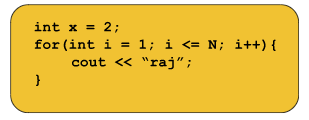 int x = 2;
for(int i = 1; i <= N; i++){
cout << “raj”;
}